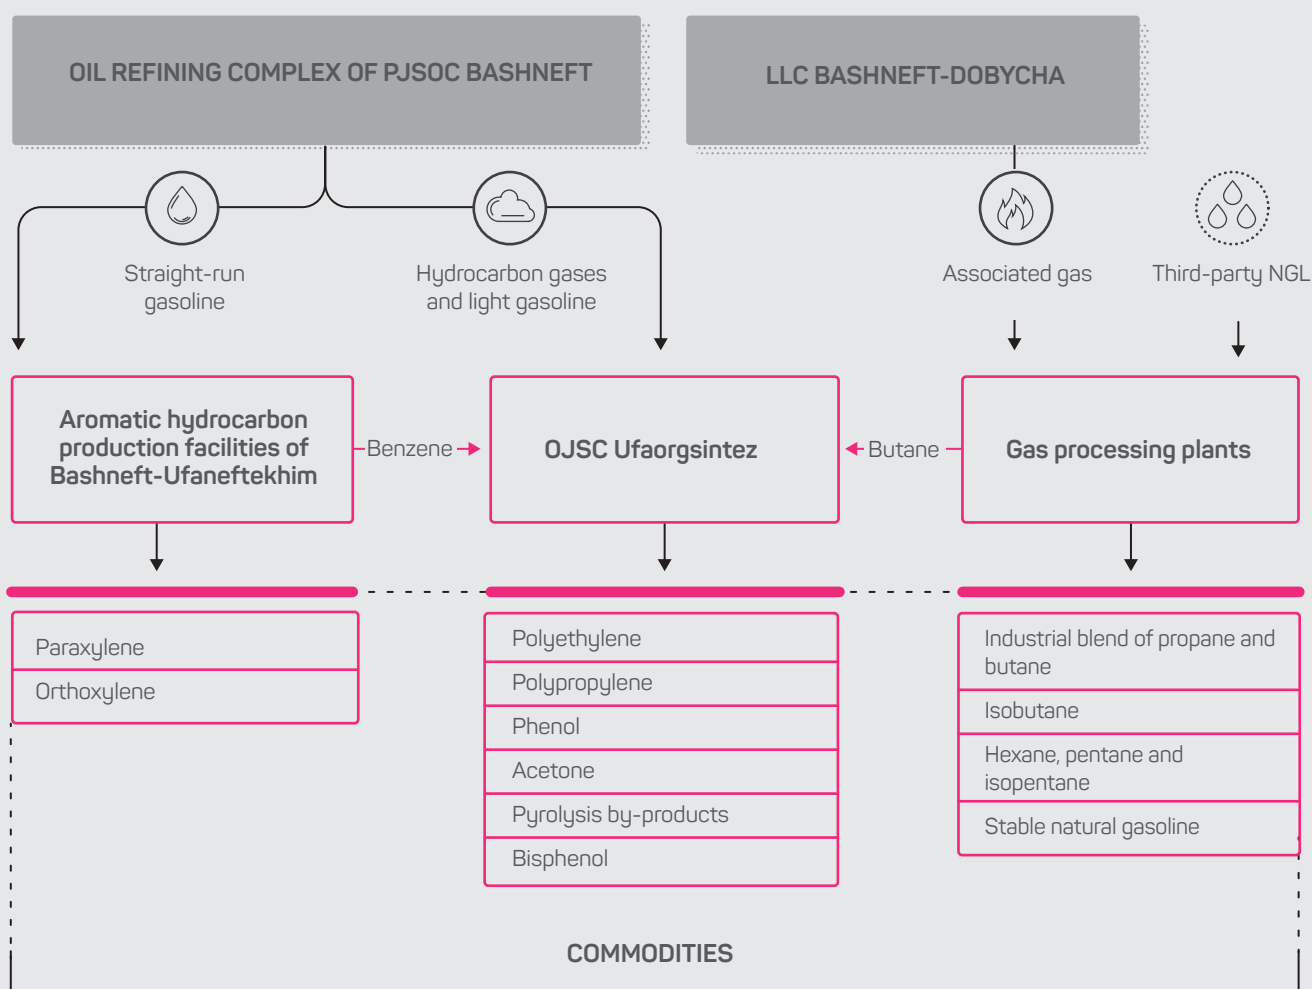 OIL REFINING COMPLEX OF PJSOC BASHNEFT
LLC BASHNEFT-DOBYCHA
Straight-run
gasoline
Hydrocarbon gases
and light gasoline
Associated gas
Third-party NGL
Aromatic hydrocarbon
production facilities of
Bashneft-Ufaneftekhim
Benzene
OJSC Ufaorgsintez
Butane
Gas processing plants
Paraxylene
Orthoxylene
Polyethylene
Polypropylene
Phenol
Acetone
Pyrolysis by-products
Bisphenol
Industrial blend of propane and
butane
Isobutane
Hexane, pentane and
isopentane
Stable natural gasoline
COMMODITIES